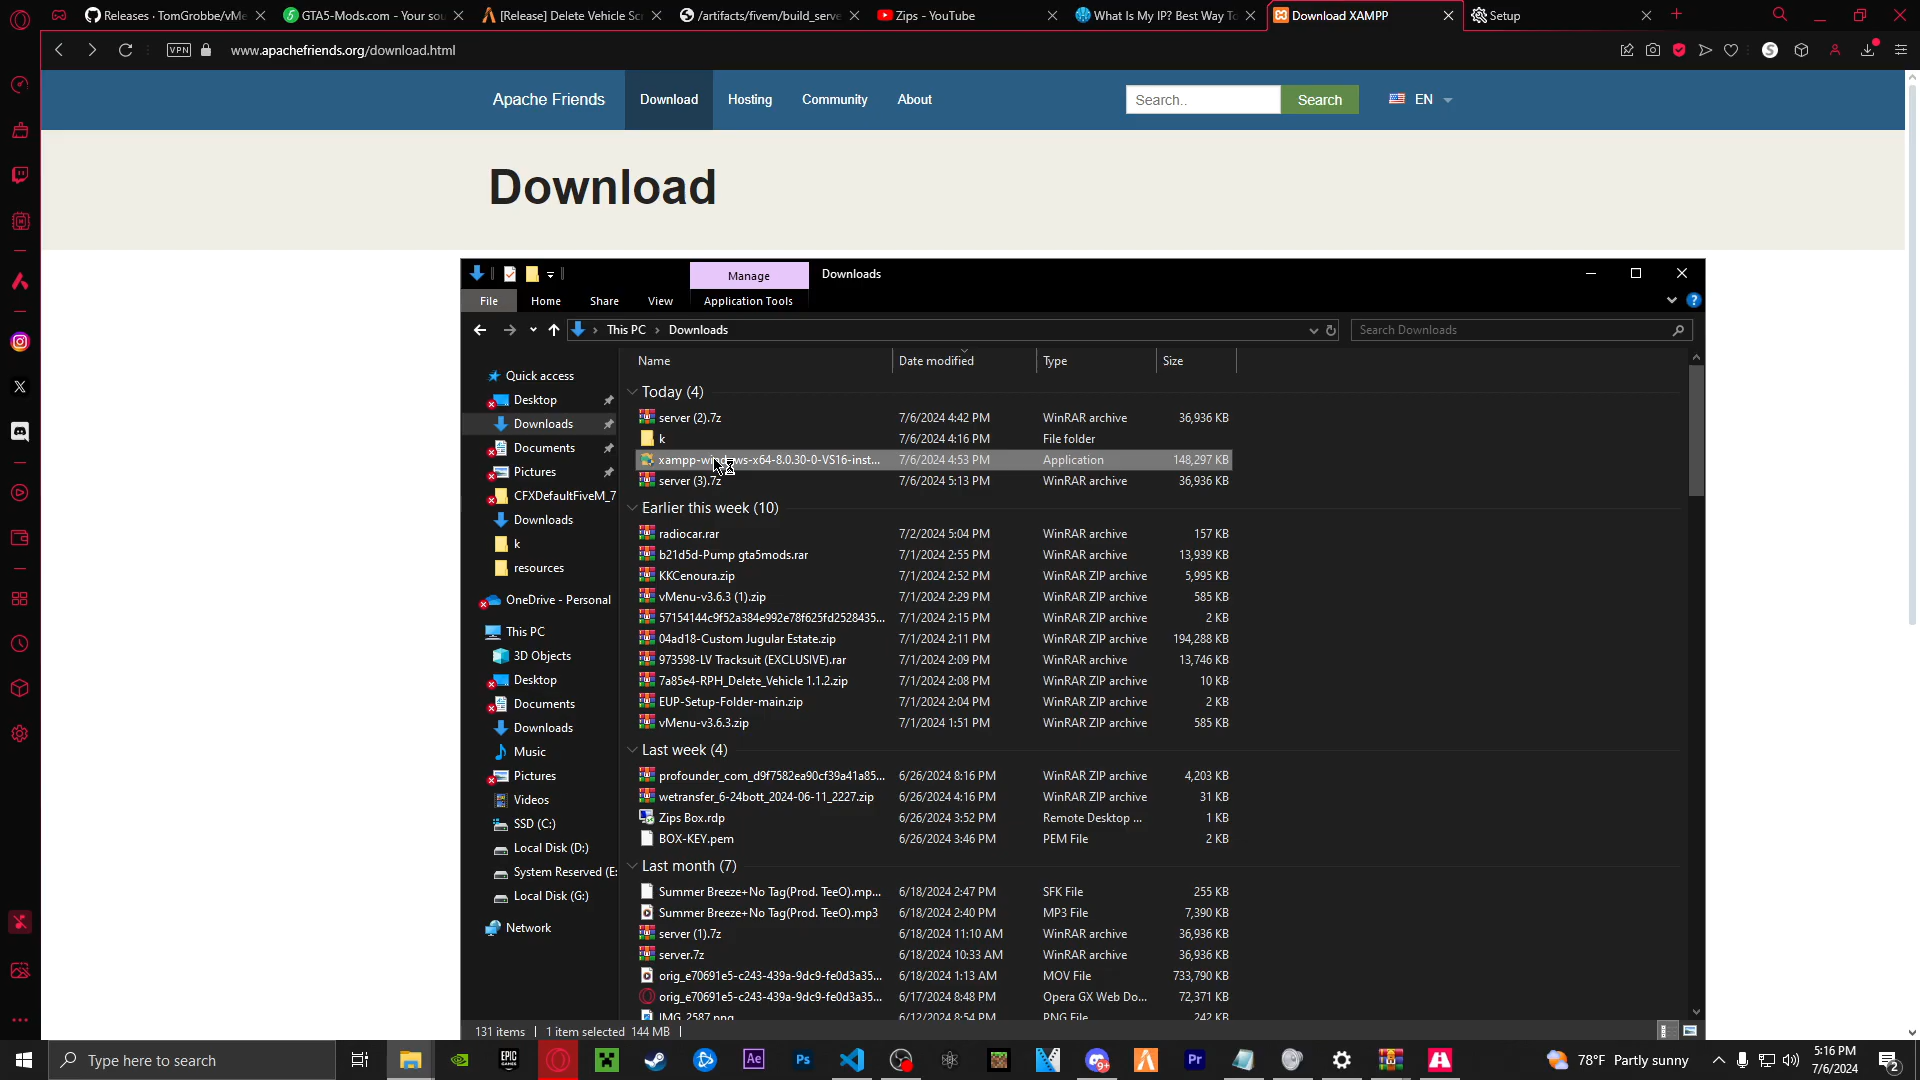 Releases · TomGrobbe/vMe
GTA5-Mods.com - Your sou
[Release] Delete Vehicle Scr
/artifacts/fivem/build_serve
Zips - YouTube
What Is My IP? Best Way To
Download XAMPP
Setup
VPN
www.apachefriends.org/download.html
Apache Friends
Download
Hosting
Community
About
Search..
Search
EN
Download
Manage
Downloads
File
Home
Share
View
Application Tools
This PC
Downloads
Search Downloads
Name
Date modified
Type
Size
Quick access
Desktop
Downloads
Documents
Pictures
CFXDefaultFiveM_7
Downloads
k
resources
OneDrive - Personal
This PC
3D Objects
Desktop
Documents
Downloads
Music
Pictures
Videos
SSD (C:)
Local Disk (D:)
System Reserved (E:
Local Disk (G:)
Network
Today (4)
server (2).7z 7/6/2024 4:42 PM WinRAR archive 36,936 KB
k 7/6/2024 4:16 PM File folder
xampp-windows-x64-8.0.30-0-VS16-inst... 7/6/2024 4:53 PM Application 148,297 KB
server (3).7z 7/6/2024 5:13 PM WinRAR archive 36,936 KB
Earlier this week (10)
radiocar.rar 7/2/2024 5:04 PM WinRAR archive 157 KB
b21d5d-Pump gta5mods.rar 7/1/2024 2:55 PM WinRAR archive 13,939 KB
KKCenoura.zip 7/1/2024 2:52 PM WinRAR ZIP archive 5,995 KB
vMenu-v3.6.3 (1).zip 7/1/2024 2:29 PM WinRAR ZIP archive 585 KB
57154144c9f52a384e992e78f625fd2528435... 7/1/2024 2:15 PM WinRAR ZIP archive 2 KB
04ad18-Custom Jugular Estate.zip 7/1/2024 2:11 PM WinRAR ZIP archive 194,288 KB
973598-LV Tracksuit (EXCLUSIVE).rar 7/1/2024 2:09 PM WinRAR archive 13,746 KB
7a85e4-RPH_Delete_Vehicle 1.1.2.zip 7/1/2024 2:08 PM WinRAR ZIP archive 10 KB
EUP-Setup-Folder-main.zip 7/1/2024 2:04 PM WinRAR ZIP archive 2 KB
vMenu-v3.6.3.zip 7/1/2024 1:51 PM WinRAR ZIP archive 585 KB
Last week (4)
profounder_com_d9f7582ea90cf39a41a85... 6/26/2024 8:16 PM WinRAR ZIP archive 4,203 KB
wetransfer_6-24bott_2024-06-11_2227.zip 6/26/2024 4:16 PM WinRAR ZIP archive 31 KB
Zips Box.rdp 6/26/2024 3:52 PM Remote Desktop ... 1 KB
BOX-KEY.pem 6/26/2024 3:46 PM PEM File 2 KB
Last month (7)
Summer Breeze+No Tag(Prod. TeeO).mp... 6/18/2024 2:47 PM SFK File 255 KB
Summer Breeze+No Tag(Prod. TeeO).mp3 6/18/2024 2:40 PM MP3 File 7,390 KB
server (1).7z 6/18/2024 11:10 AM WinRAR archive 36,936 KB
server.7z 6/18/2024 10:33 AM WinRAR archive 36,936 KB
orig_e70691e5-c243-439a-9dc9-fe0d3a35... 6/18/2024 1:13 AM MOV File 733,790 KB
orig_e70691e5-c243-439a-9dc9-fe0d3a35... 6/17/2024 8:48 PM Opera GX Web Do... 72,371 KB
IMG_2587.png 6/12/2024 8:54 PM PNG File 242 KB
131 items
1 item selected 144 MB
Type here to search
EPIC GAMES
Ae
Ps
9+
Pr
78°F Partly sunny
5:16 PM
7/6/2024
2